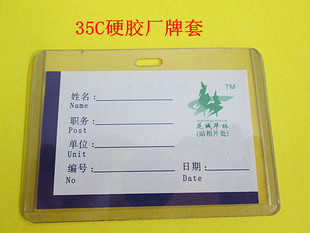 35C硬胶厂牌套
姓名:
Name
TM
职务:
Post
单位:
Unit
(贴相片处)
编号:
No
日期:
Date